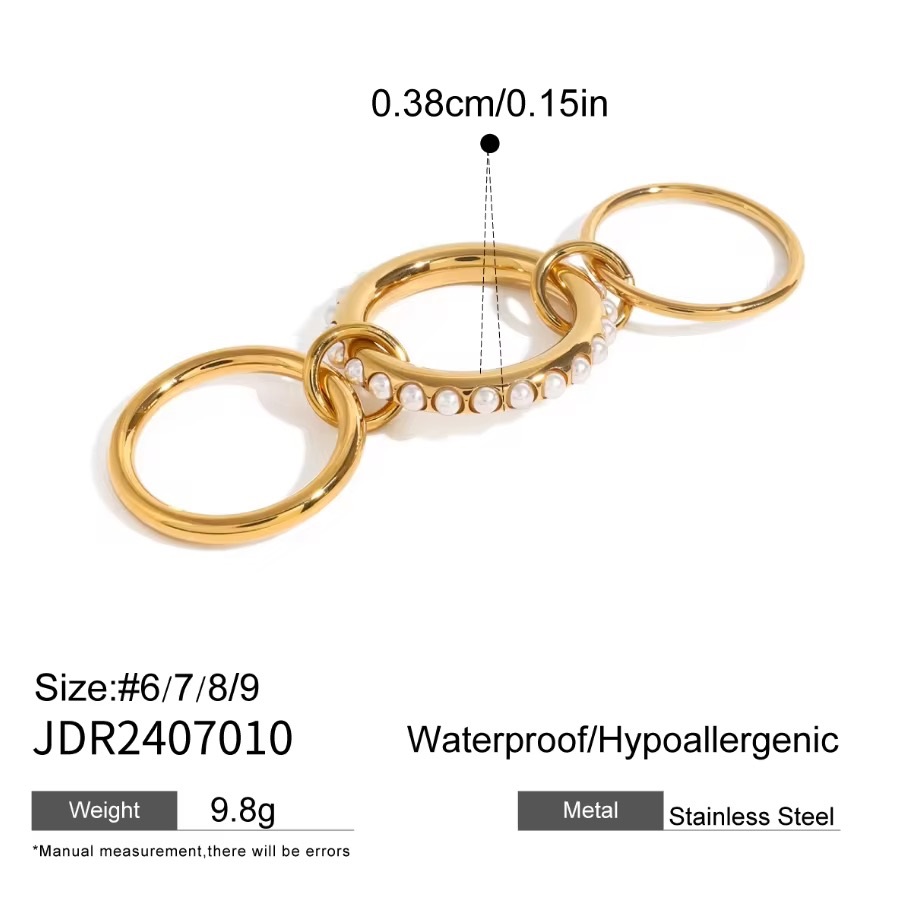 0.38cm/0.15in
Size:#6/7/8/9
JDR2407010
Waterproof/Hypoallergenic
Weight 9.8g
Metal Stainless Steel
*Manual measurement,there will be errors